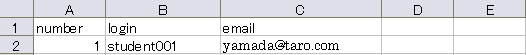 A B C D E
1 number login email
2 1 student001 yamada@taro.com